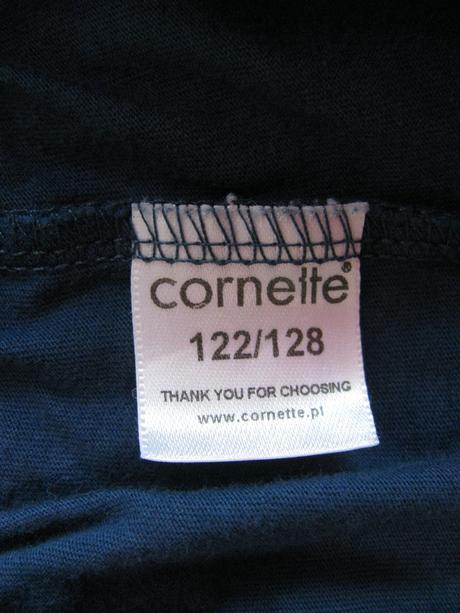 cornette®
122/128
THANK YOU FOR CHOOSING
www.cornette.pl